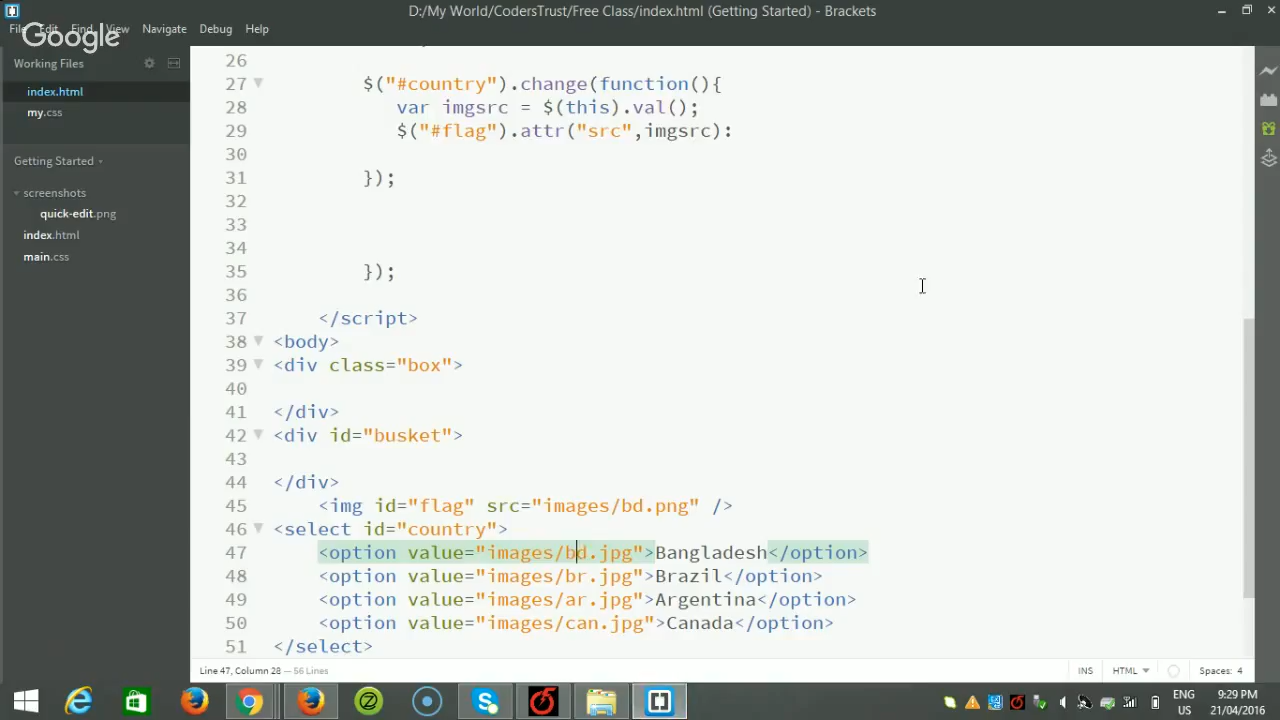 D:/My World/CodersTrust/Free Class/index.html (Getting Started) - Brackets
File Edit Find View Navigate Debug Help
Google
Working Files
index.html
my.css
Getting Started
screenshots
quick-edit.png
index.html
main.css
26
27 $("#country").change(function(){
28 var imgsrc = $(this).val();
29 $("#flag").attr("src",imgsrc):
30
31 });
32
33
34
35 });
36
37 </script>
38 <body>
39 <div class="box">
40
41 </div>
42 <div id="busket">
43
44 </div>
45 <img id="flag" src="images/bd.png" />
46 <select id="country">
47 <option value="images/bd.jpg">Bangladesh</option>
48 <option value="images/br.jpg">Brazil</option>
49 <option value="images/ar.jpg">Argentina</option>
50 <option value="images/can.jpg">Canada</option>
51 </select>
Line 47, Column 28 — 56 Lines
INS HTML Spaces: 4
ENG 9:29 PM
US 21/04/2016